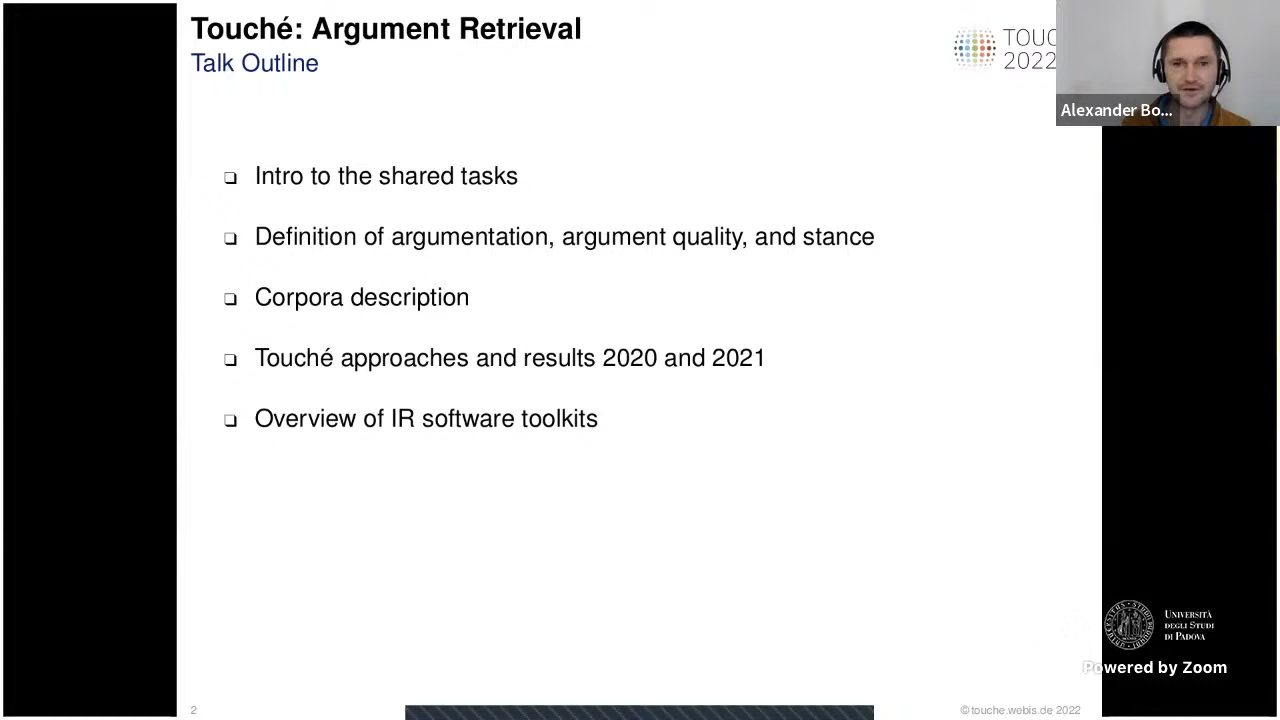 Touché: Argument Retrieval
Talk Outline
TOUC
2022
Alexander Bo...
❏ Intro to the shared tasks
❏ Definition of argumentation, argument quality, and stance
❏ Corpora description
❏ Touché approaches and results 2020 and 2021
❏ Overview of IR software toolkits
UNIVERSITÀ
DEGLI STUDI
DI PADOVA
Powered by Zoom
2
©touche.webis.de 2022